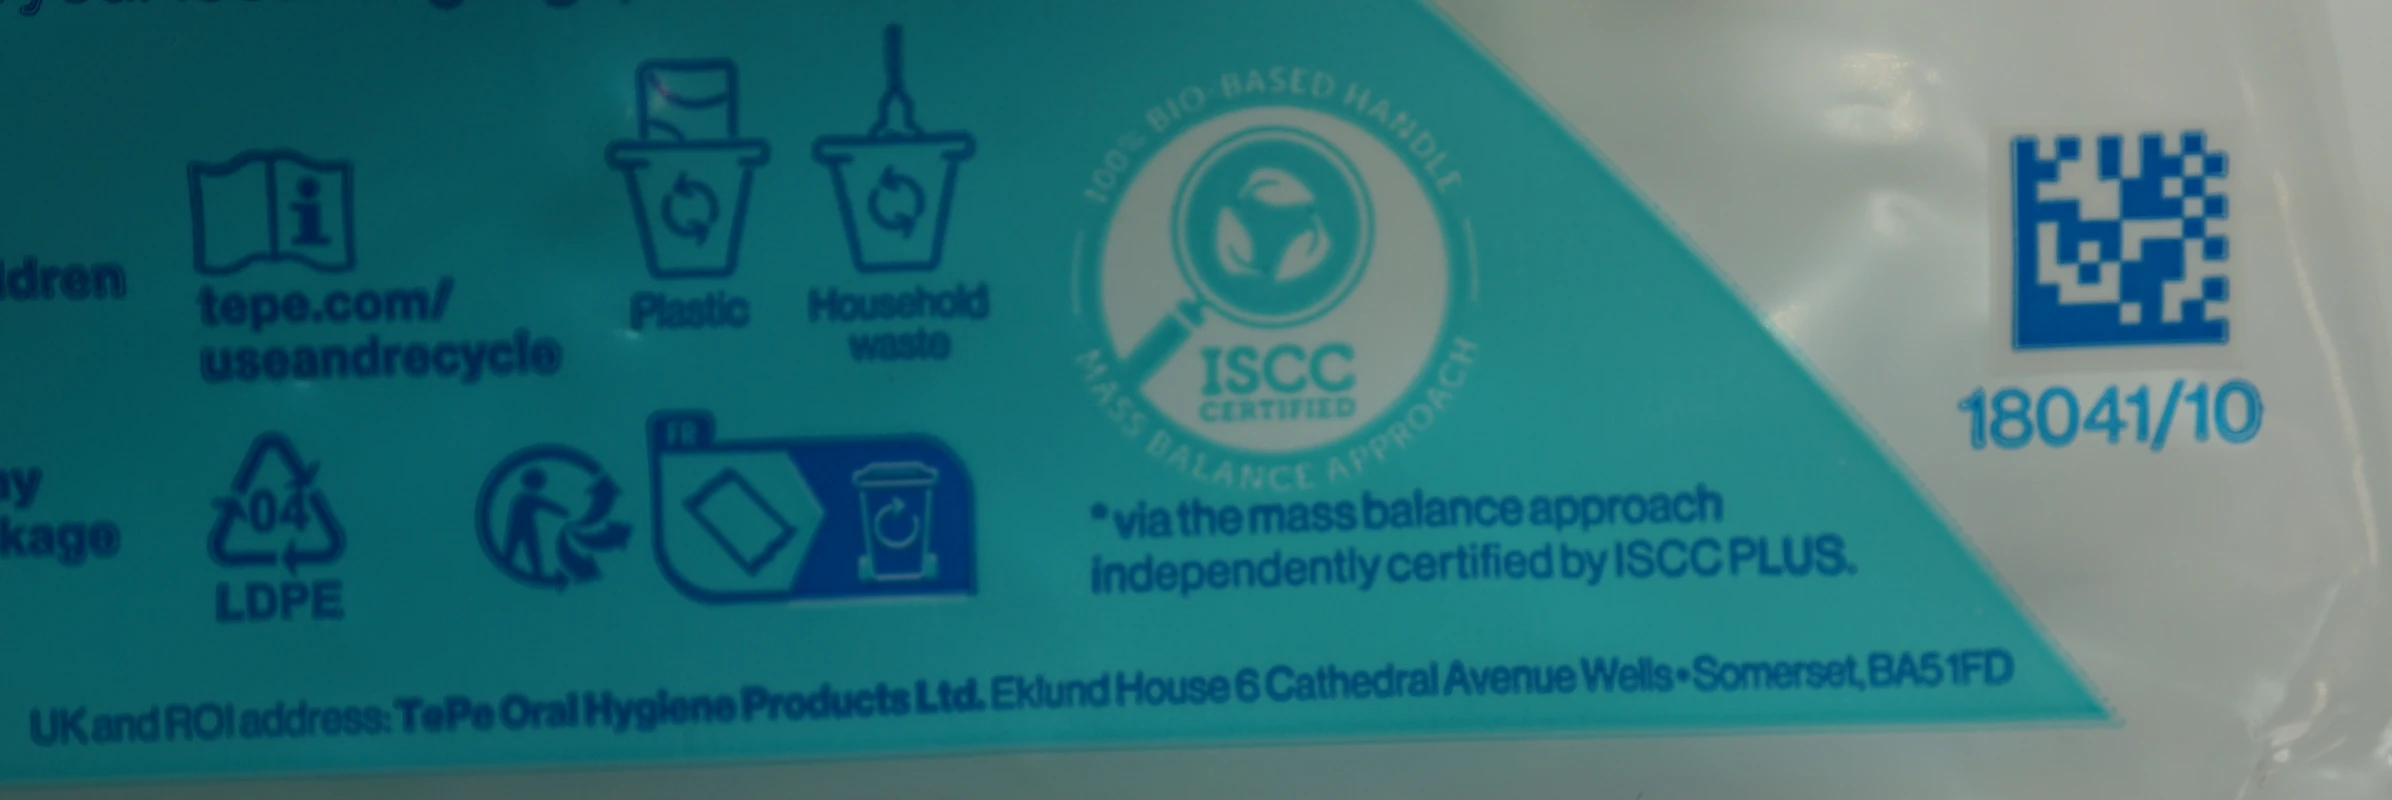 ldren
tepe.com/
useandrecycle
Plastic
Household
waste
100% BIO-BASED HANDLE
ISCC
CERTIFIED
MASS BALANCE APPROACH
18041/10
kage
04
LDPE
FR
*via the mass balance approach
independently certified by ISCC PLUS.
UK and ROI address: TePe Oral Hygiene Products Ltd. Eklund House 6 Cathedral Avenue Wells•Somerset, BA5 1FD